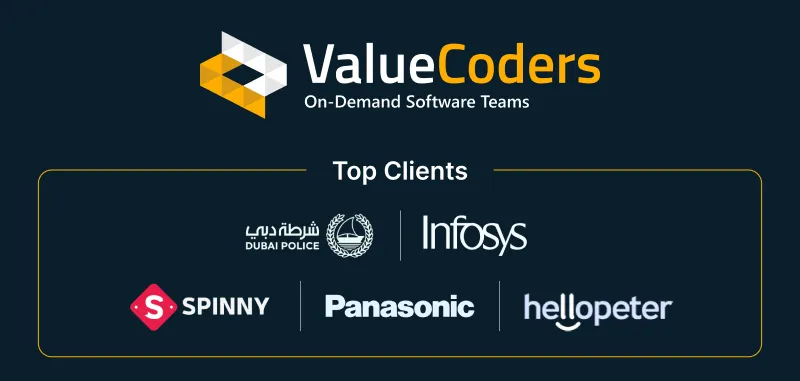 ValueCoders
On-Demand Software Teams
Top Clients
شرطة دبي
DUBAI POLICE
Infosys
S SPINNY
Panasonic
hellopeter